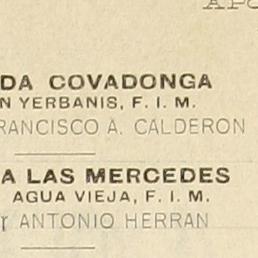 DA COVADONGA
N YERBANIS, F. I. M.
RANCISCO A. CALDERON
A LAS MERCEDES
AGUA VIEJA, F. I. M.
r ANTONIO HERRAN